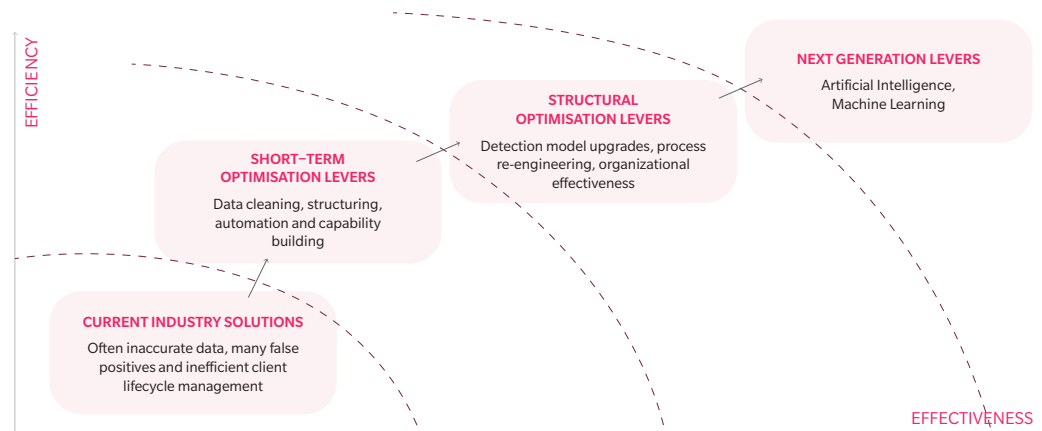 EFFICIENCY
NEXT GENERATION LEVERS
Artificial Intelligence,
Machine Learning
STRUCTURAL
OPTIMISATION LEVERS
Detection model upgrades, process
re-engineering, organizational
effectiveness
SHORT–TERM
OPTIMISATION LEVERS
Data cleaning, structuring,
automation and capability
building
CURRENT INDUSTRY SOLUTIONS
Often inaccurate data, many false
positives and inefficient client
lifecycle management
EFFECTIVENESS